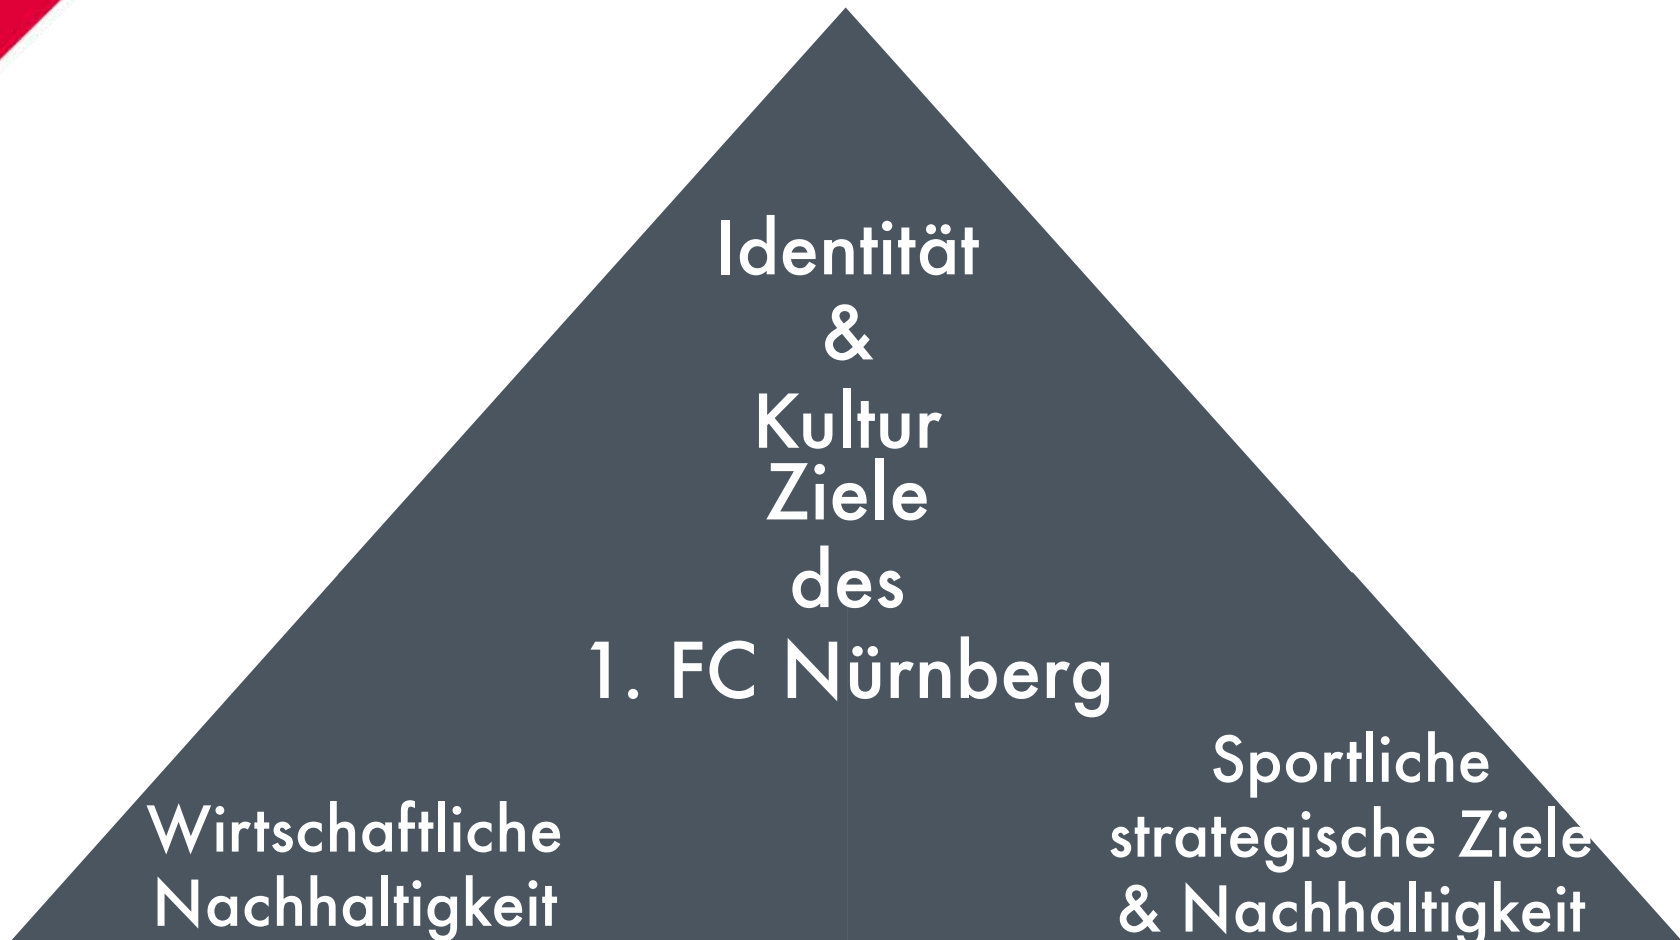 Identität
&
Kultur
Ziele
des
1. FC Nürnberg
Wirtschaftliche
Nachhaltigkeit
Sportliche
strategische Ziele
& Nachhaltigkeit